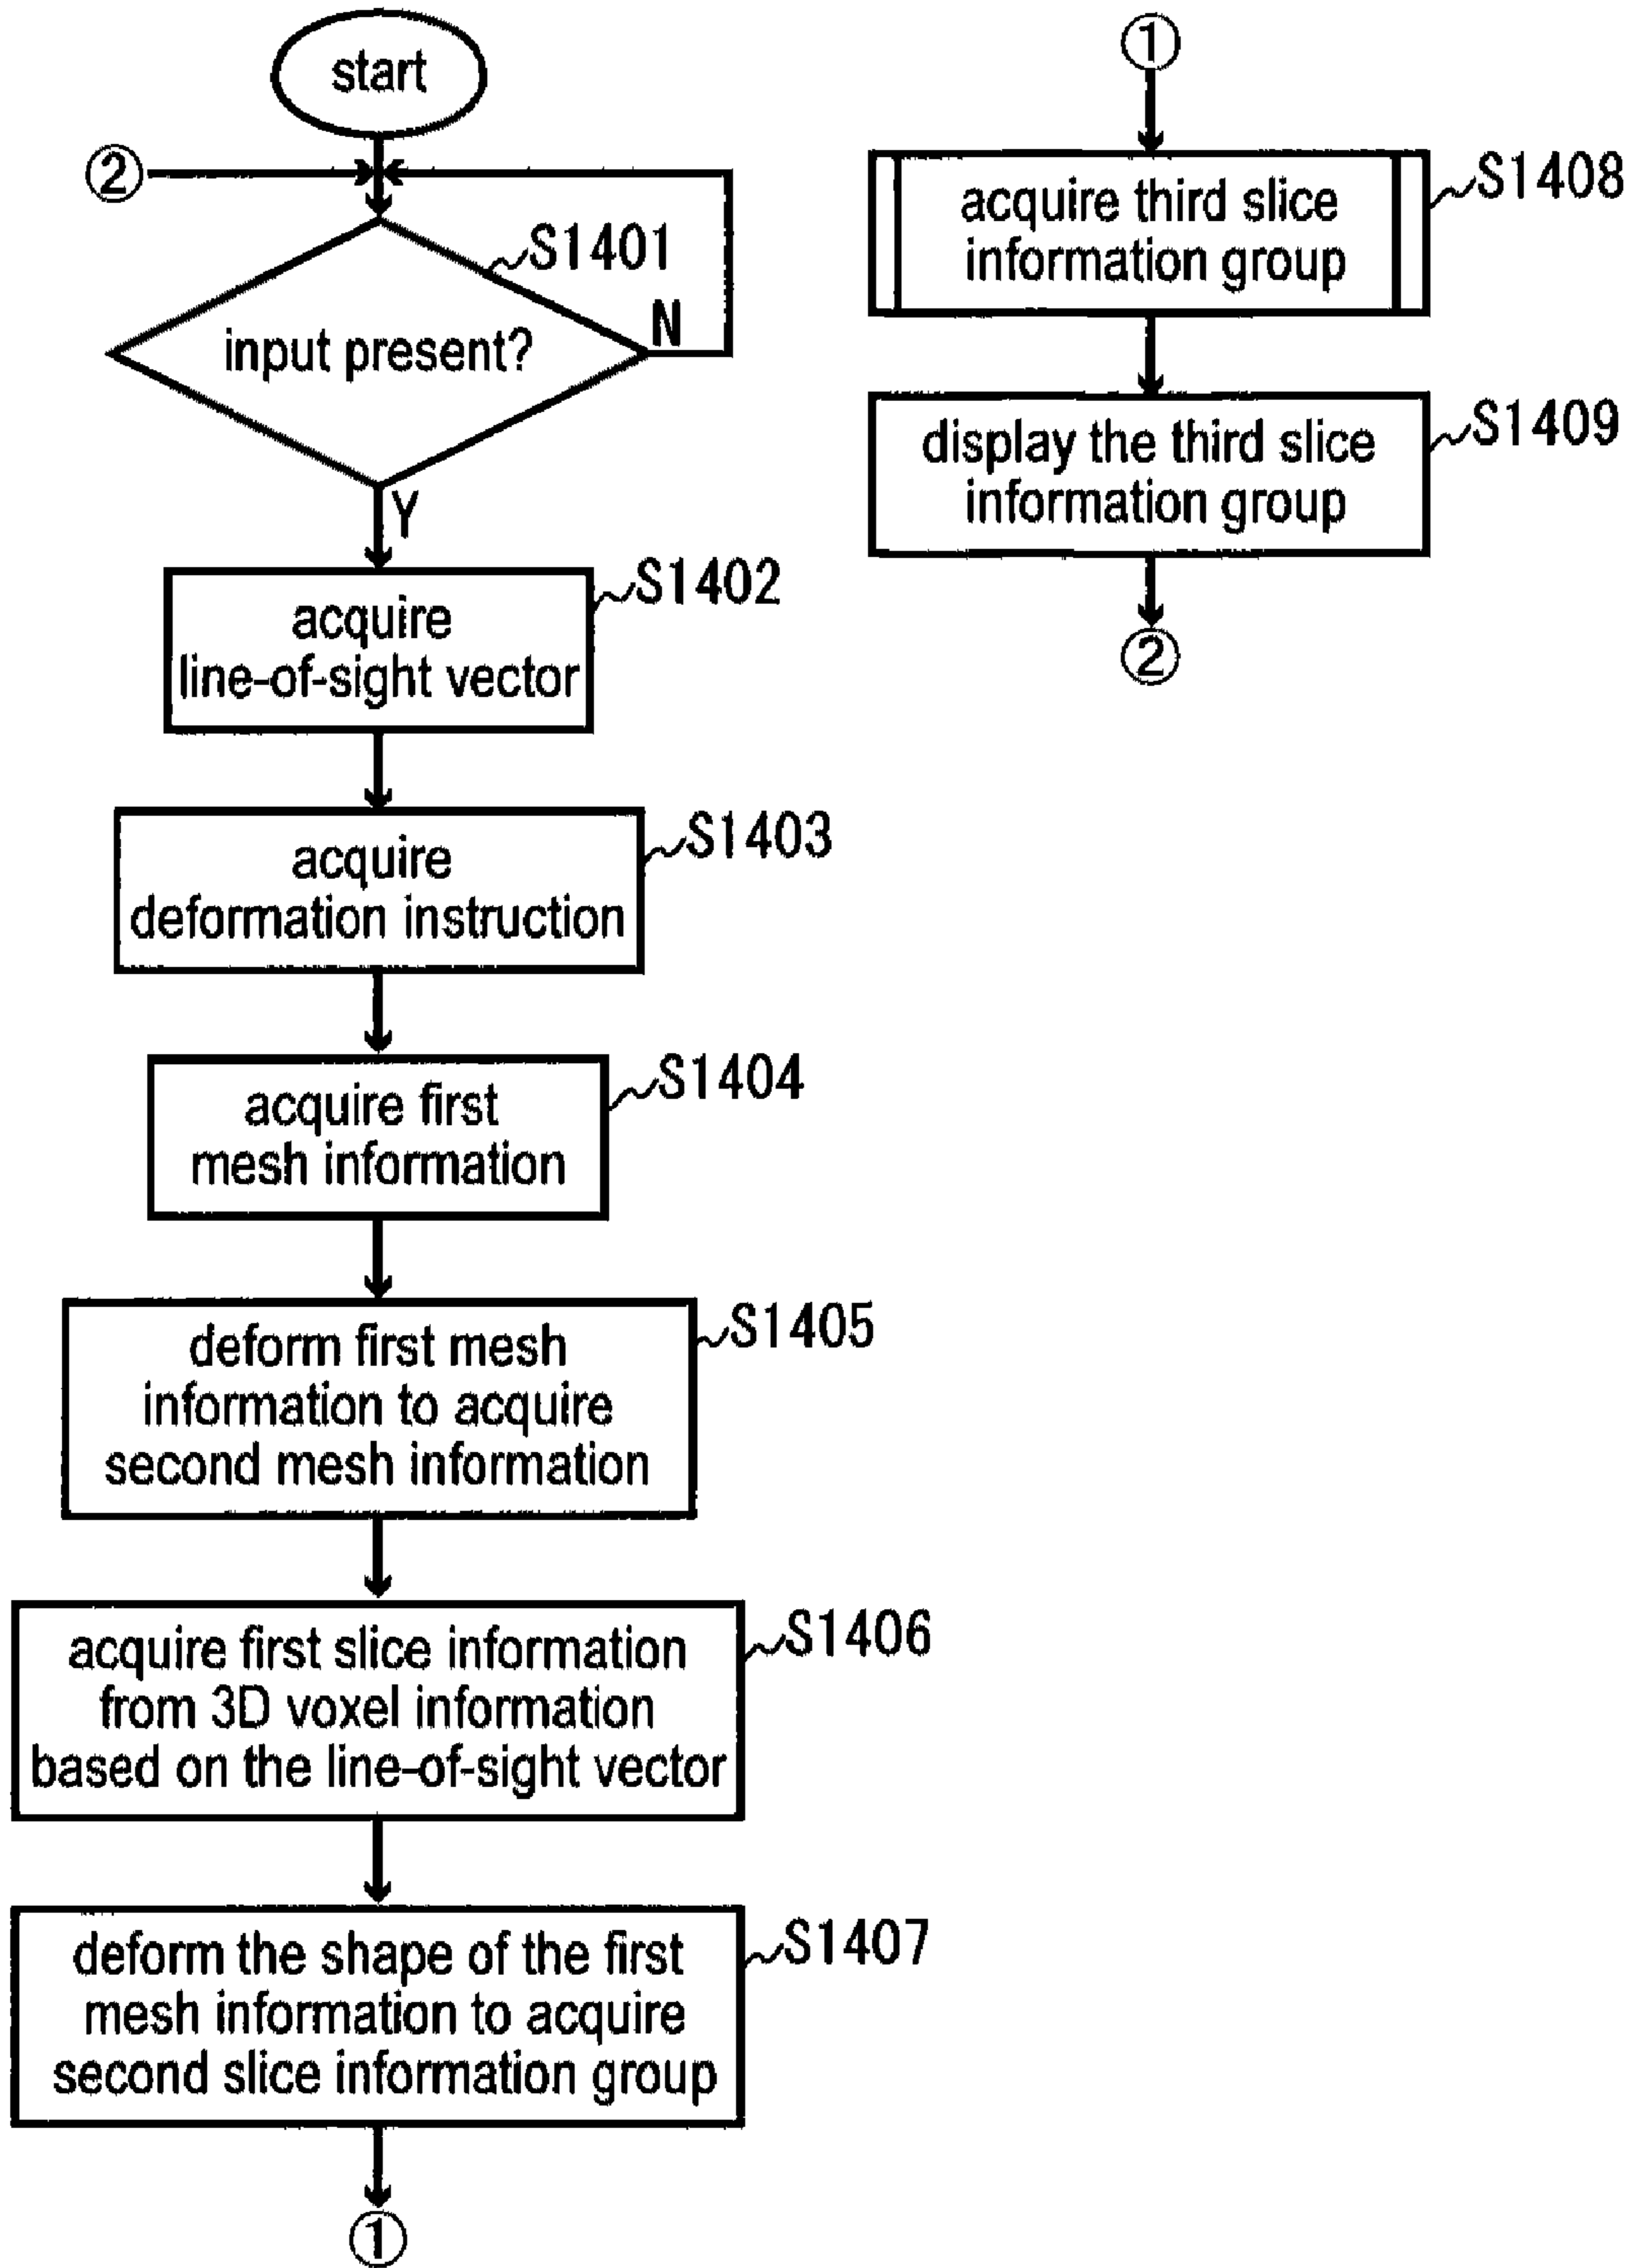 start
②
S1401
input present?
N
Y
S1402
acquire
line-of-sight vector
S1403
acquire
deformation instruction
S1404
acquire first
mesh information
S1405
deform first mesh
information to acquire
second mesh information
S1406
acquire first slice information
from 3D voxel information
based on the line-of-sight vector
S1407
deform the shape of the first
mesh information to acquire
second slice information group
①
①
S1408
acquire third slice
information group
S1409
display the third slice
information group
②